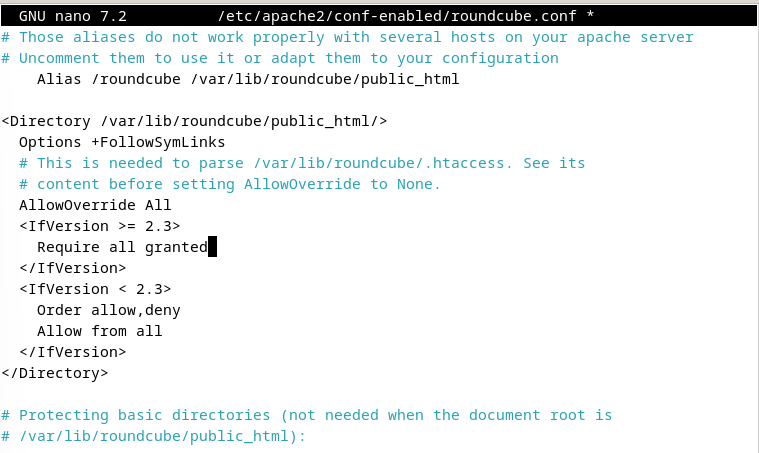 GNU nano 7.2          /etc/apache2/conf-enabled/roundcube.conf *
# Those aliases do not work properly with several hosts on your apache server
# Uncomment them to use it or adapt them to your configuration
    Alias /roundcube /var/lib/roundcube/public_html

<Directory /var/lib/roundcube/public_html/>
  Options +FollowSymLinks
  # This is needed to parse /var/lib/roundcube/.htaccess. See its
  # content before setting AllowOverride to None.
  AllowOverride All
  <IfVersion >= 2.3>
    Require all granted
  </IfVersion>
  <IfVersion < 2.3>
    Order allow,deny
    Allow from all
  </IfVersion>
</Directory>

# Protecting basic directories (not needed when the document root is
# /var/lib/roundcube/public_html):